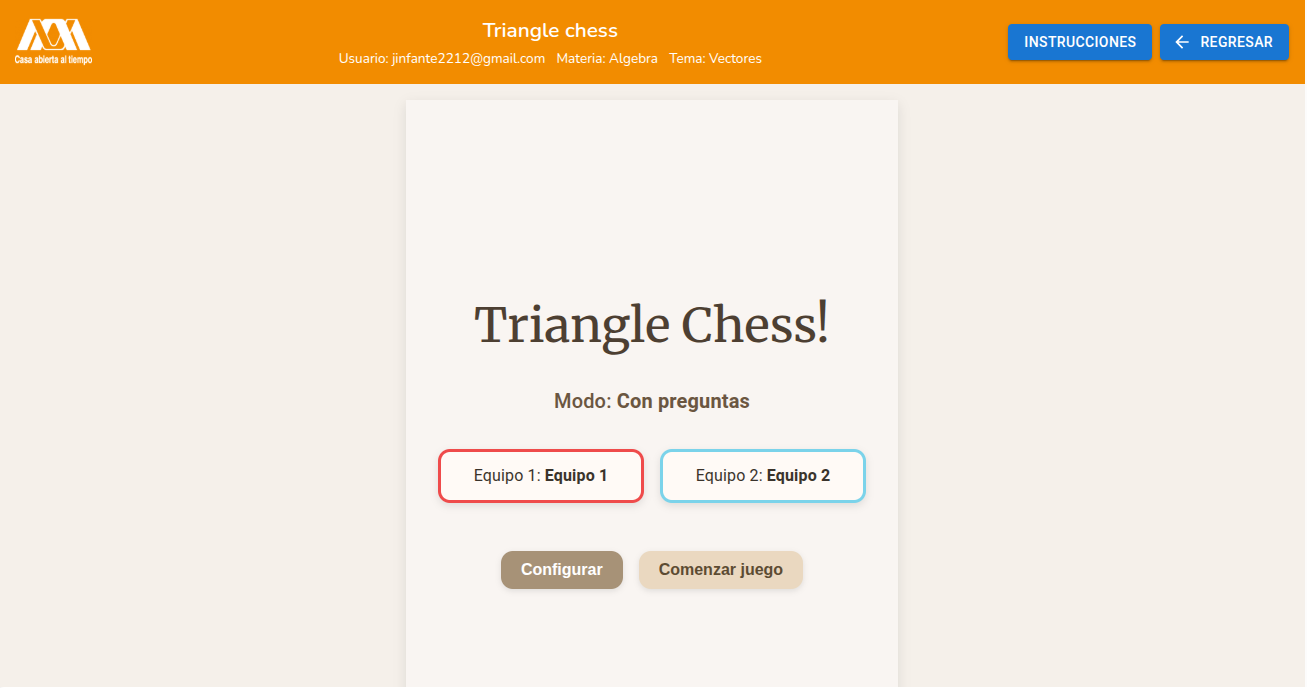 Casa abierta al tiempo
Triangle chess
Usuario: jinfante2212@gmail.com Materia: Algebra Tema: Vectores
INSTRUCCIONES
REGRESAR
Triangle Chess!
Modo: Con preguntas
Equipo 1: Equipo 1
Equipo 2: Equipo 2
Configurar
Comenzar juego